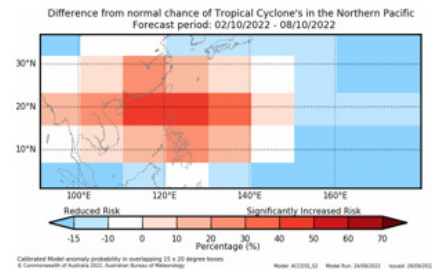 Difference from normal chance of Tropical Cyclone's in the Northern Pacific
Forecast period: 02/10/2022 - 08/10/2022
30°N
20°N
10°N
100°E 120°E 140°E 160°E
Reduced Risk Significantly Increased Risk
-15 -10 0 10 20 30 40 50 60 70
Percentage (%)
Calibrated Model anomaly probability in overlapping 15 x 20 degree boxes
© Commonwealth of Australia 2022, Australian Bureau of Meteorology Model: ACCESS_S2 Model Run: 24/09/2022 Issued: 26/09/2022